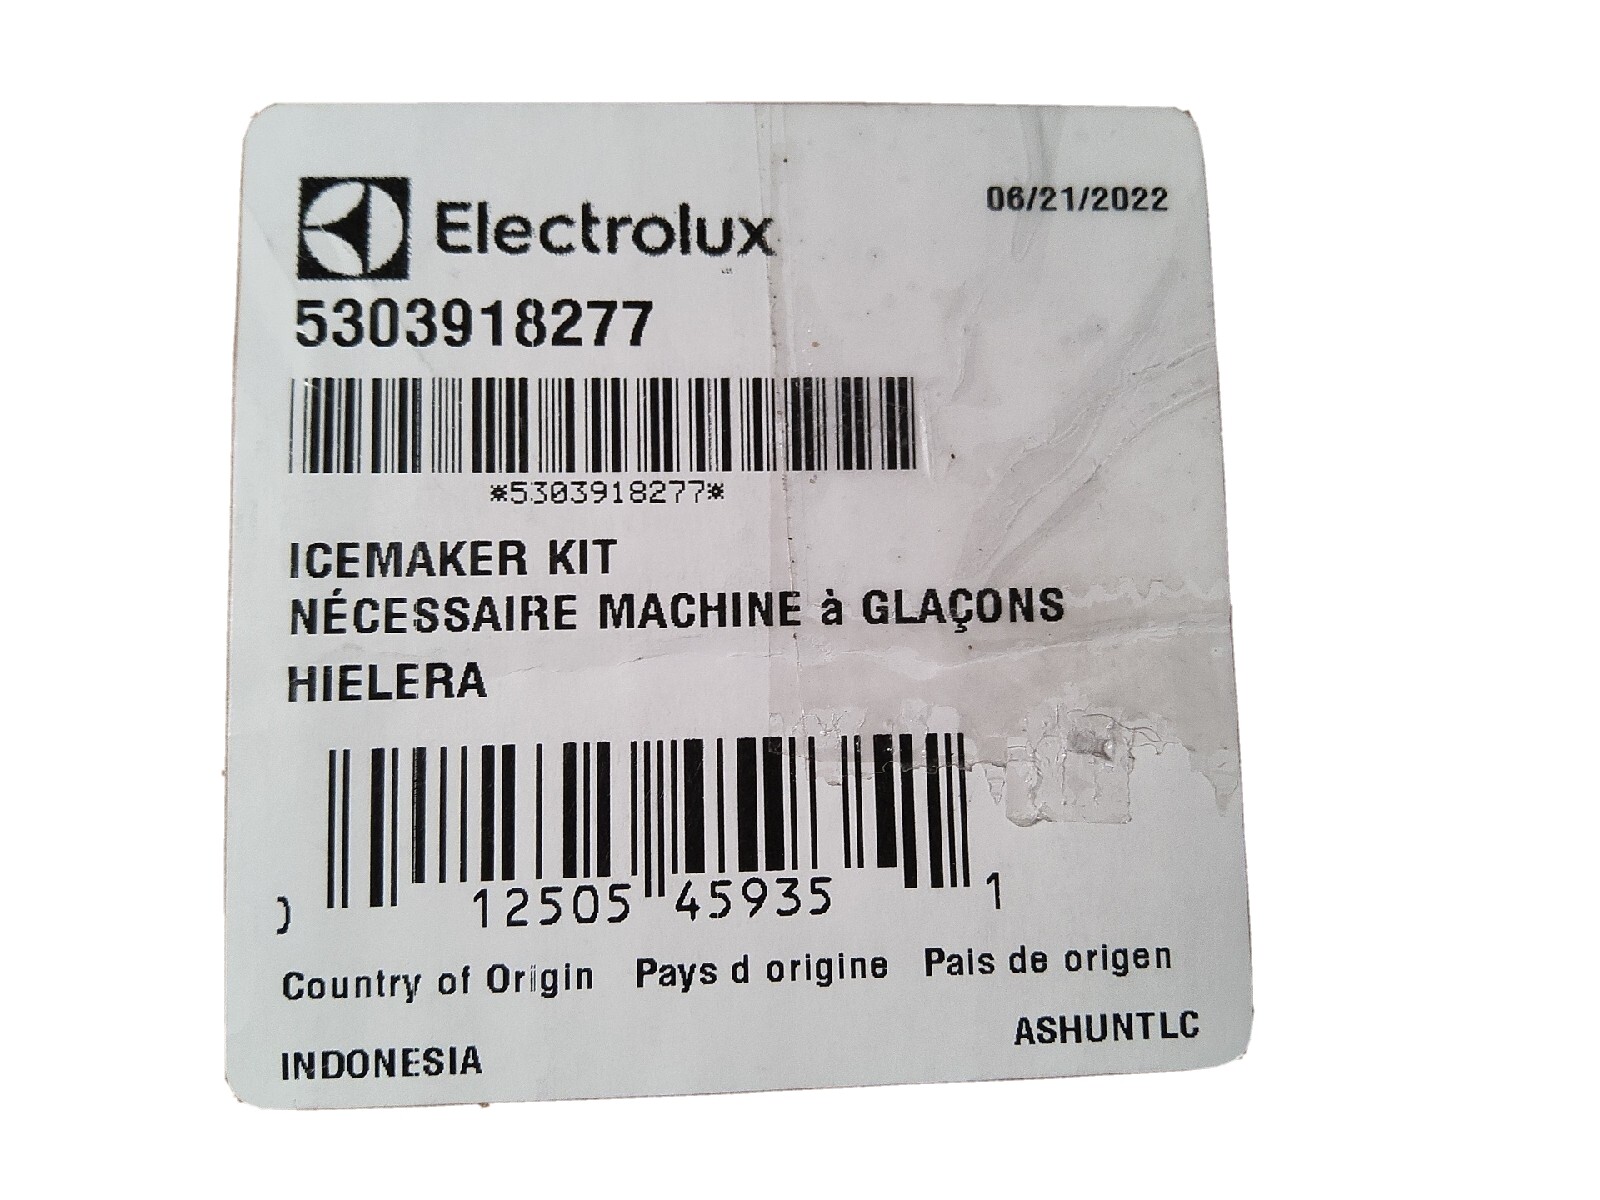 Electrolux
06/21/2022
5303918277
*5303918277*
ICEMAKER KIT
NÉCESSAIRE MACHINE à GLAÇONS
HIELERA
12505 45935 1
Country of Origin Pays d origine Pais de origen
ASHUNTLC
INDONESIA